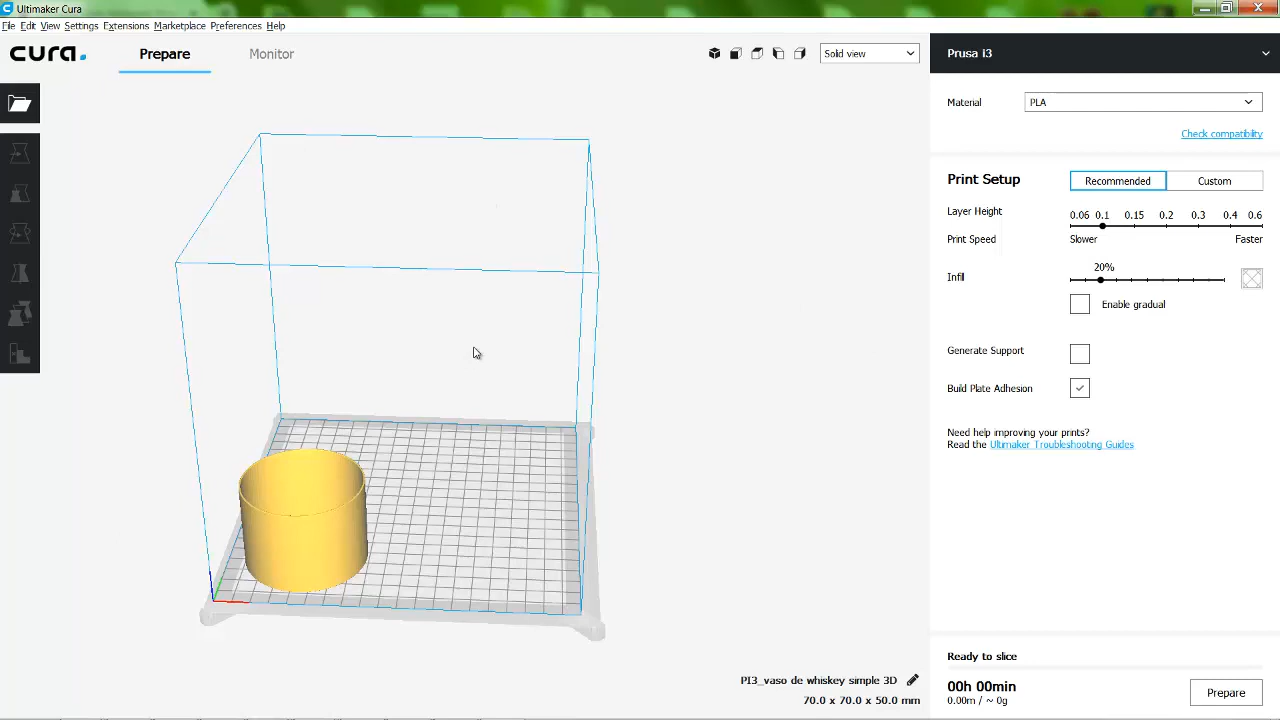 Ultimaker Cura
File Edit View Settings Extensions Marketplace Preferences Help
cura.
Prepare
Monitor
Solid view
Prusa i3
Material
PLA
Check compatibility
Print Setup
Recommended
Custom
Layer Height
0.06 0.1 0.15 0.2 0.3 0.4 0.6
Print Speed
Slower
Faster
20%
Infill
Enable gradual
Generate Support
Build Plate Adhesion
Need help improving your prints?
Read the Ultimaker Troubleshooting Guides
Ready to slice
PI3_vaso de whiskey simple 3D
00h 00min
70.0 x 70.0 x 50.0 mm
0.00m / ~ 0g
Prepare